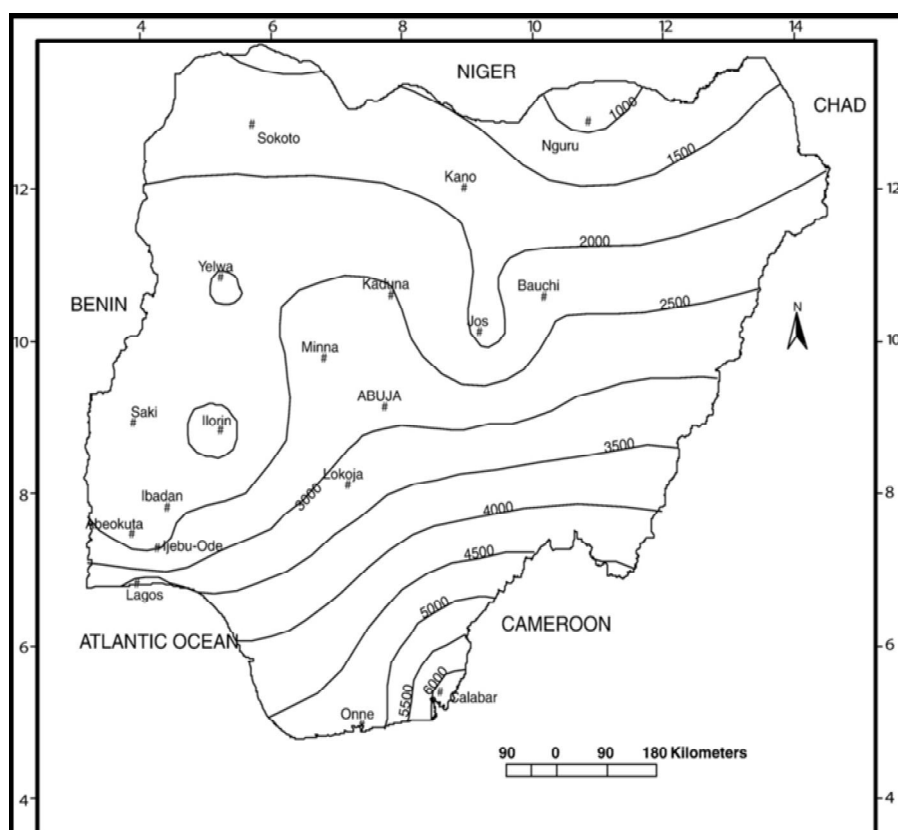 4 6 8 10 12 14
NIGER
CHAD
1000
Nguru
Sokoto
1500
Kano
12 12
2000
Yelwa
Kaduna
Bauchi
2500
BENIN
N
Jos
10 10
Minna
ABUJA
Saki
Ilorin
3500
Lokoja
3000
8 8
Ibadan
4000
Abeokuta
Ijebu-Ode
4500
Lagos
5000
CAMEROON
ATLANTIC OCEAN
6 6
6000
5500
Calabar
Onne
90 0 90 180 Kilometers
4 4